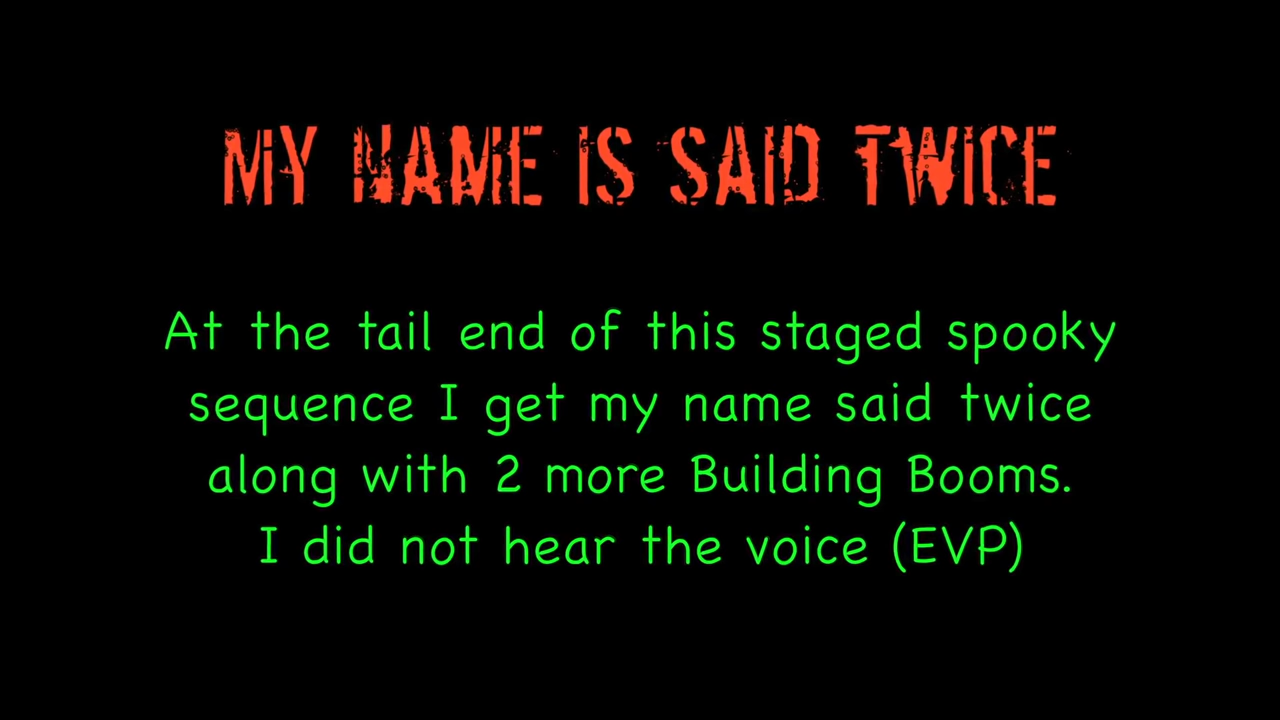 MY NAME IS SAID TWICE
At the tail end of this staged spooky
sequence I get my name said twice
along with 2 more Building Booms.
I did not hear the voice (EVP)